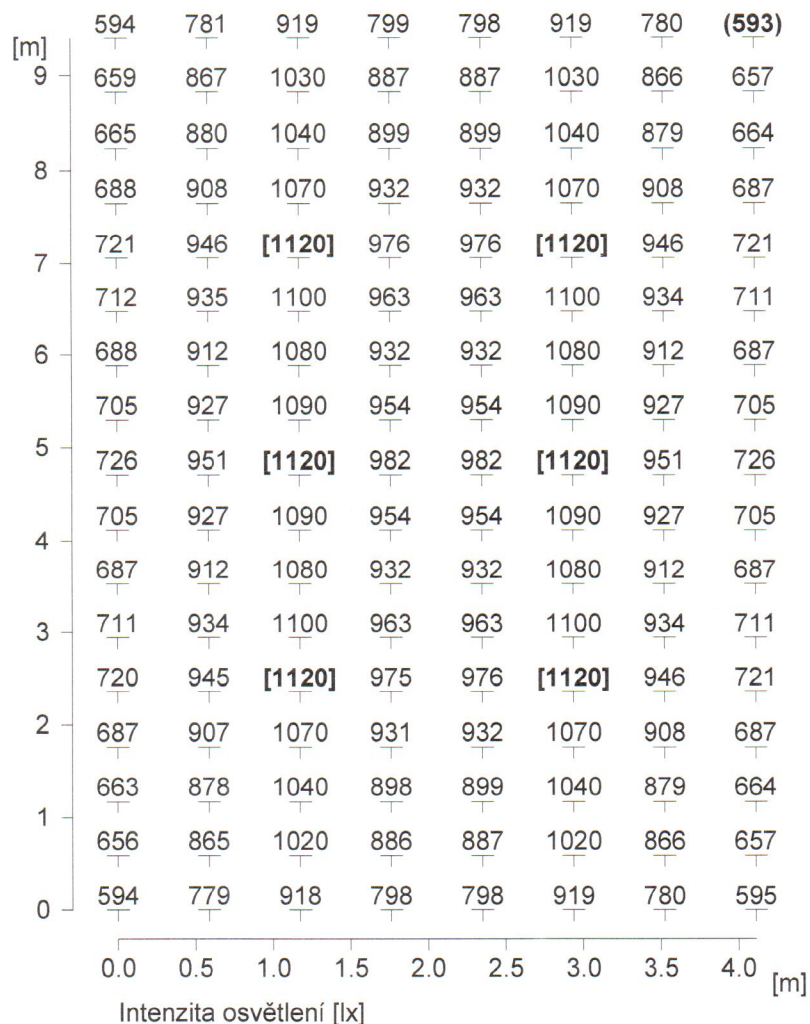 594 781 919 799 798 919 780 (593)
[m]
9 659 867 1030 887 887 1030 866 657
665 880 1040 899 899 1040 879 664
8
688 908 1070 932 932 1070 908 687
721 946 [1120] 976 976 [1120] 946 721
7
712 935 1100 963 963 1100 934 711
6 688 912 1080 932 932 1080 912 687
705 927 1090 954 954 1090 927 705
5 726 951 [1120] 982 982 [1120] 951 726
705 927 1090 954 954 1090 927 705
4
687 912 1080 932 932 1080 912 687
3 711 934 1100 963 963 1100 934 711
720 945 [1120] 975 976 [1120] 946 721
2
687 907 1070 931 932 1070 908 687
663 878 1040 898 899 1040 879 664
1
656 865 1020 886 887 1020 866 657
0 594 779 918 798 798 919 780 595
0.0 0.5 1.0 1.5 2.0 2.5 3.0 3.5 4.0
[m]
Intenzita osvětlení [lx]